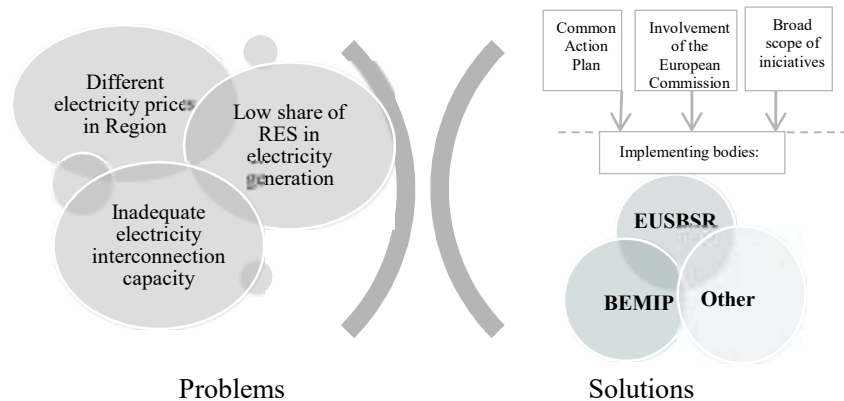 Different
electricity prices
in Region
Low share of
RES in
electricity
generation
Inadequate
electricity
interconnection
capacity
Problems
Common
Action
Plan
Involvement
of the
European
Commission
Broad
scope of
iniciatives
Implementing bodies:
EUSBSR
BEMIP
Other
Solutions